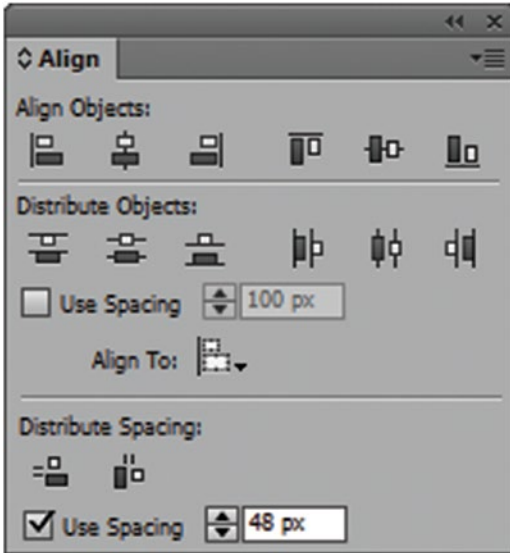 Align
Align Objects:
Distribute Objects:
Use Spacing 100 px
Align To:
Distribute Spacing:
Use Spacing 48 px